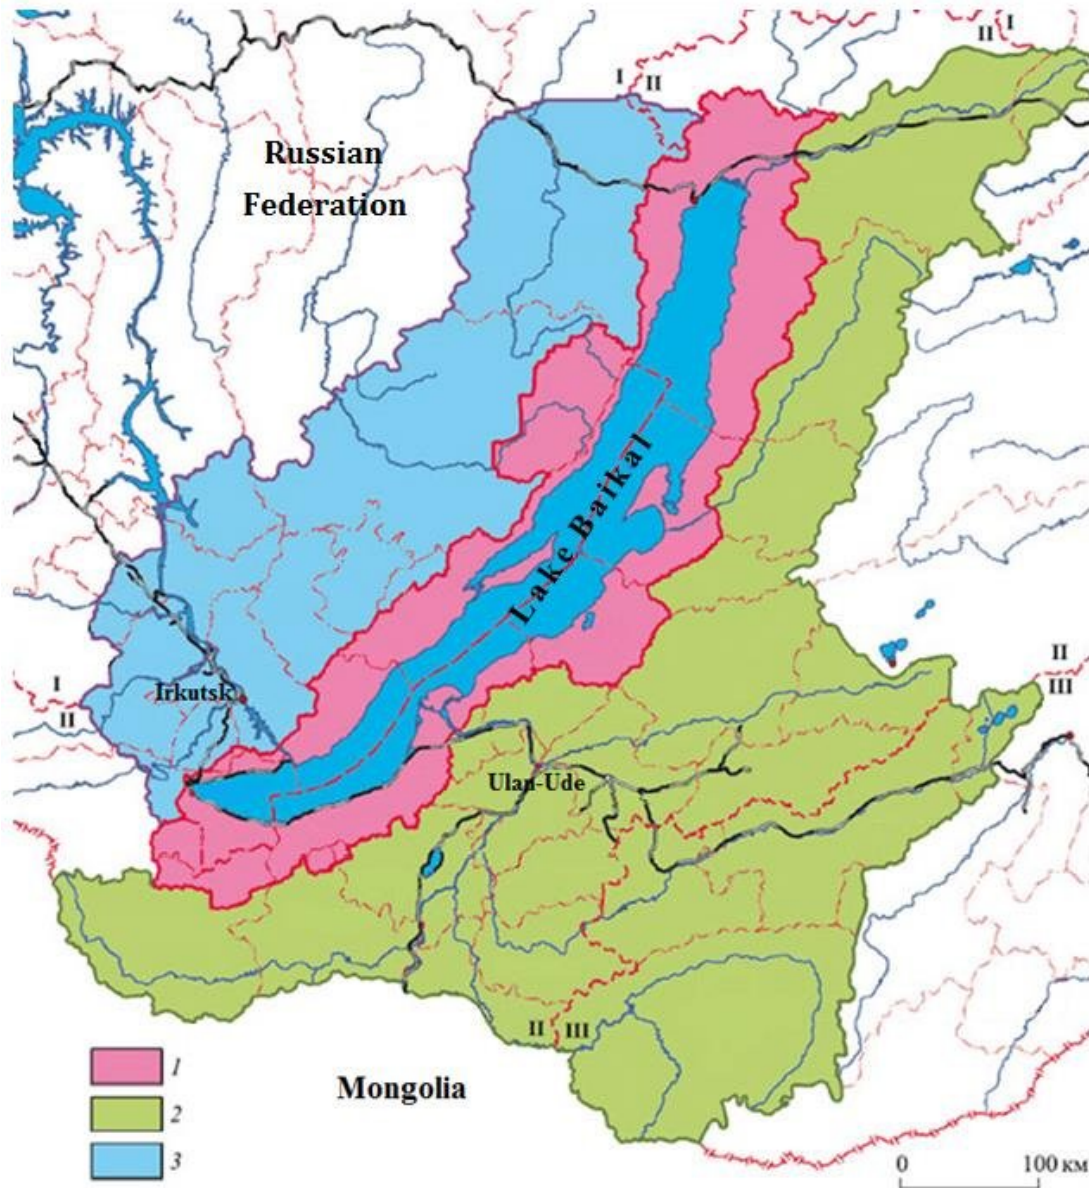 II I
I II
Russian
Federation
Lake Baikal
I
II
Irkutsk
II
III
Ulan-Ude
II III
1
2
3
Mongolia
0 100 км